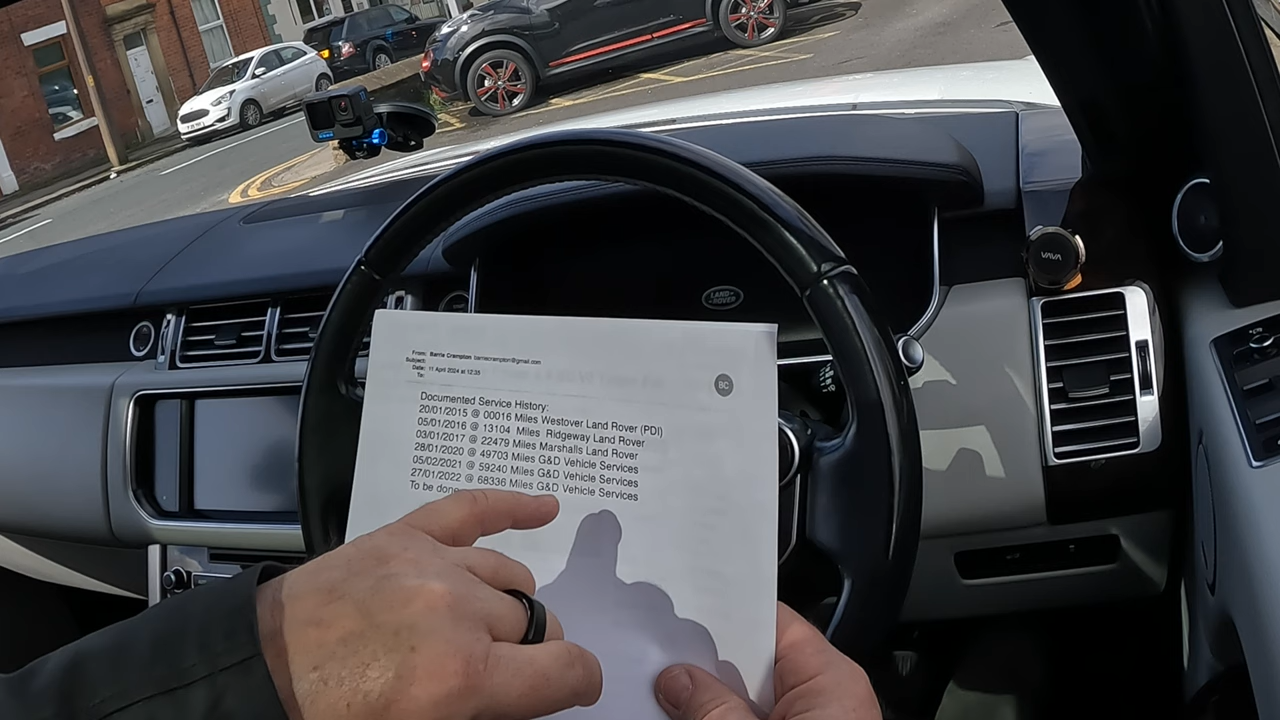 VAVA
LAND
ROVER
From: Barrie Crampton barriecrampton@gmail.com
Subject:
Date: 11 April 2024 at 12:33
To:
BC
Documented Service History:
20/01/2015 @ 00016 Miles Westover Land Rover (PDI)
05/01/2016 @ 13104 Miles Ridgeway Land Rover
03/01/2017 @ 22479 Miles Marshalls Land Rover
28/01/2020 @ 49703 Miles G&D Vehicle Services
05/02/2021 @ 59240 Miles G&D Vehicle Services
27/01/2022 @ 68336 Miles G&D Vehicle Services
To be done